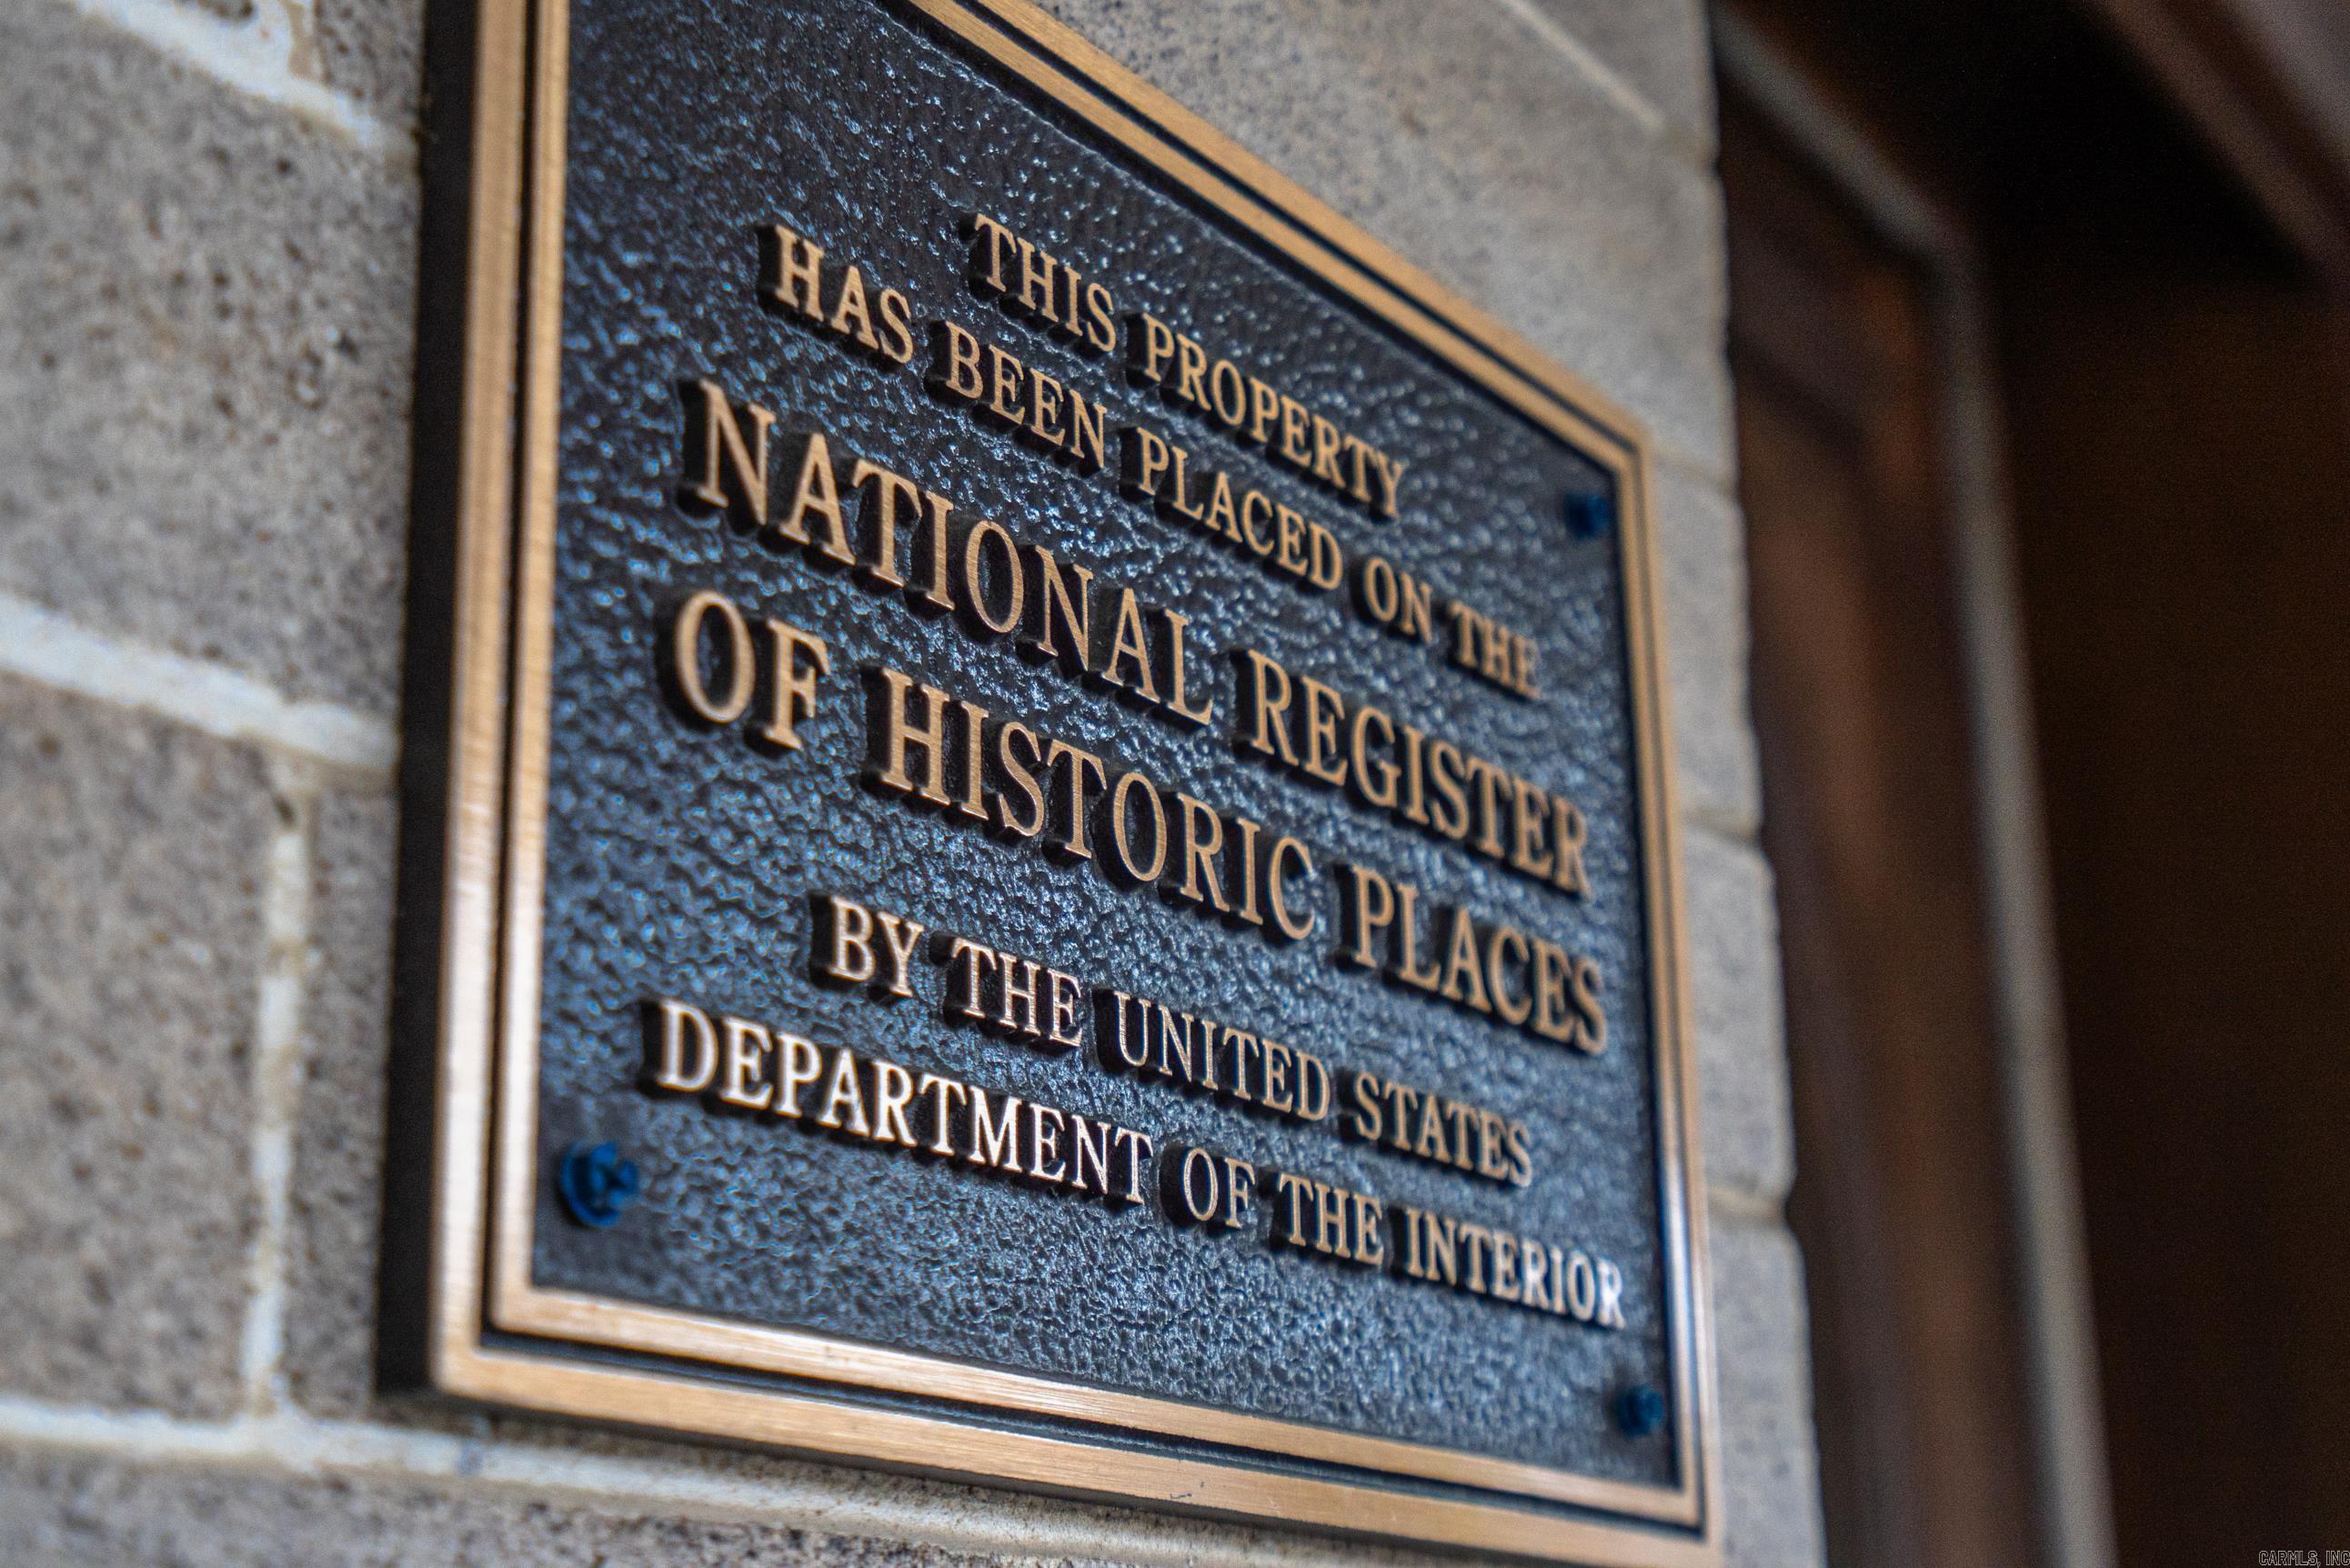 THIS PROPERTY
HAS BEEN PLACED ON THE
NATIONAL REGISTER
OF HISTORIC PLACES
BY THE UNITED STATES
DEPARTMENT OF THE INTERIOR
CARMLS, INC